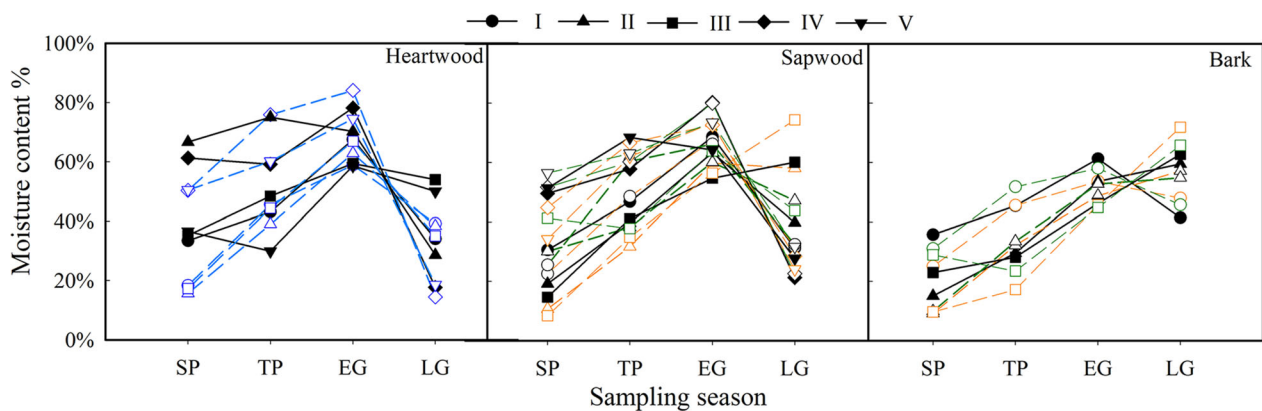 I II III IV V
100%
80%
60%
40%
20%
0%
Moisture content %
Heartwood
Sapwood
Bark
SP TP EG LG SP TP EG LG SP TP EG LG
Sampling season